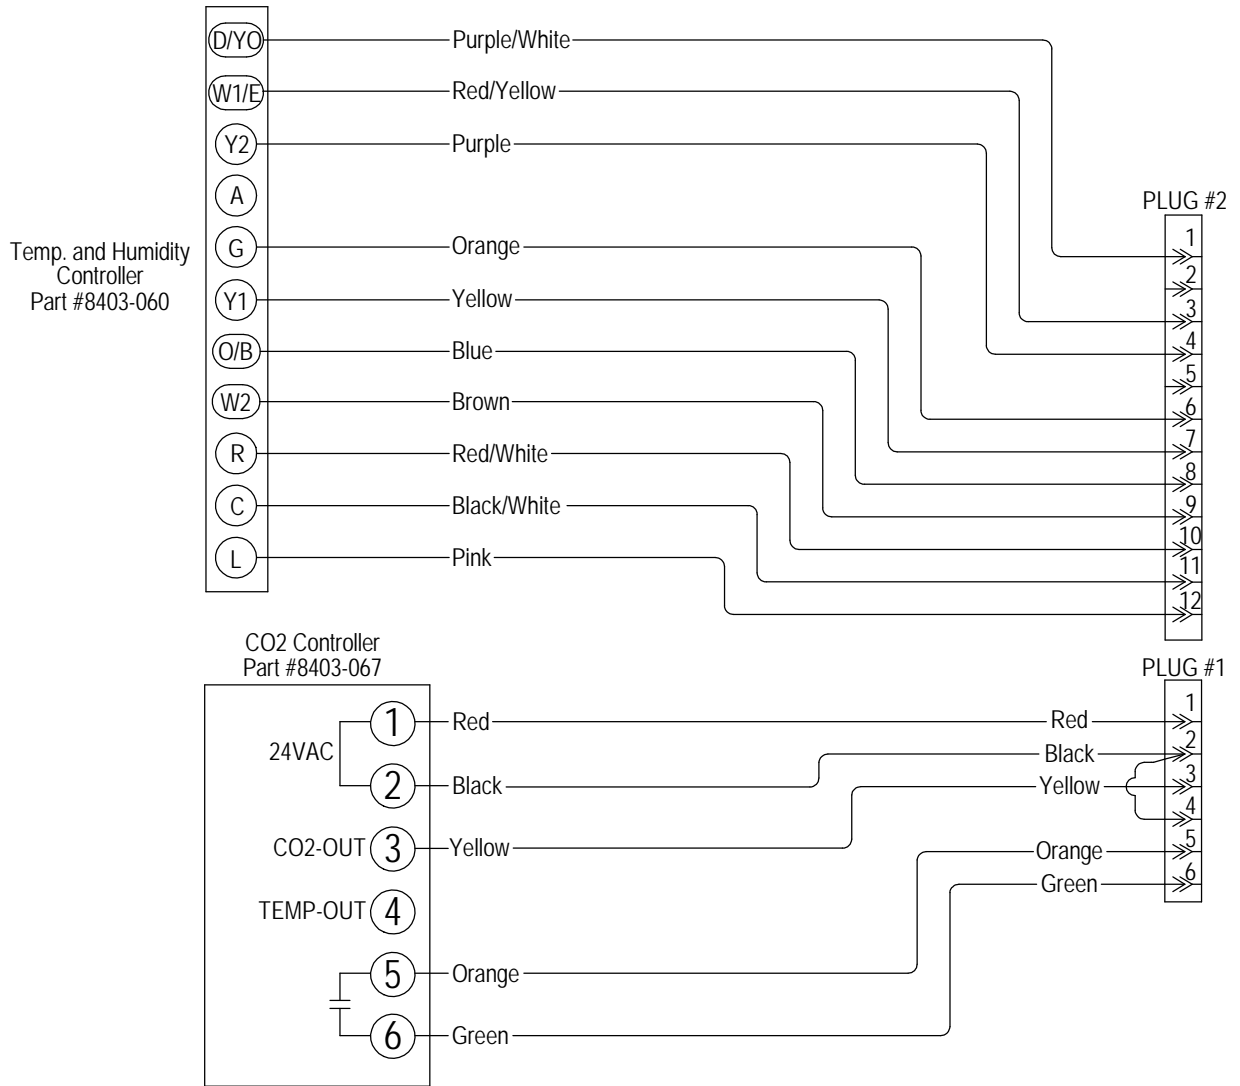 D/YO Purple/White
W1/E Red/Yellow
Y2 Purple
A
G Orange
Y1 Yellow
O/B Blue
W2 Brown
R Red/White
C Black/White
L Pink
Temp. and Humidity
Controller
Part #8403-060
PLUG #2
1
2
3
4
5
6
7
8
9
10
11
12
CO2 Controller
Part #8403-067
24VAC
1 Red Red
2 Black Black
CO2-OUT 3 Yellow Yellow
TEMP-OUT 4
5 Orange Orange
6 Green Green
PLUG #1
1
2
3
4
5
6